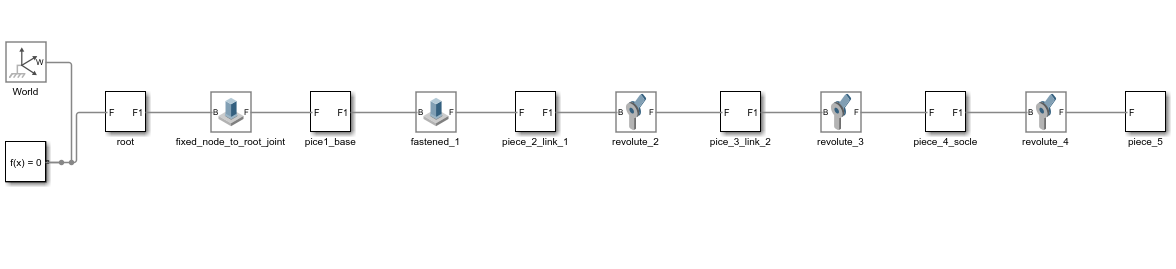 W
World
f(x) = 0
F F1
root
B F
fixed_node_to_root_joint
F F1
pice1_base
B F
fastened_1
F F1
piece_2_link_1
B F
revolute_2
F F1
pice_3_link_2
B F
revolute_3
F F1
piece_4_socle
B F
revolute_4
F
piece_5